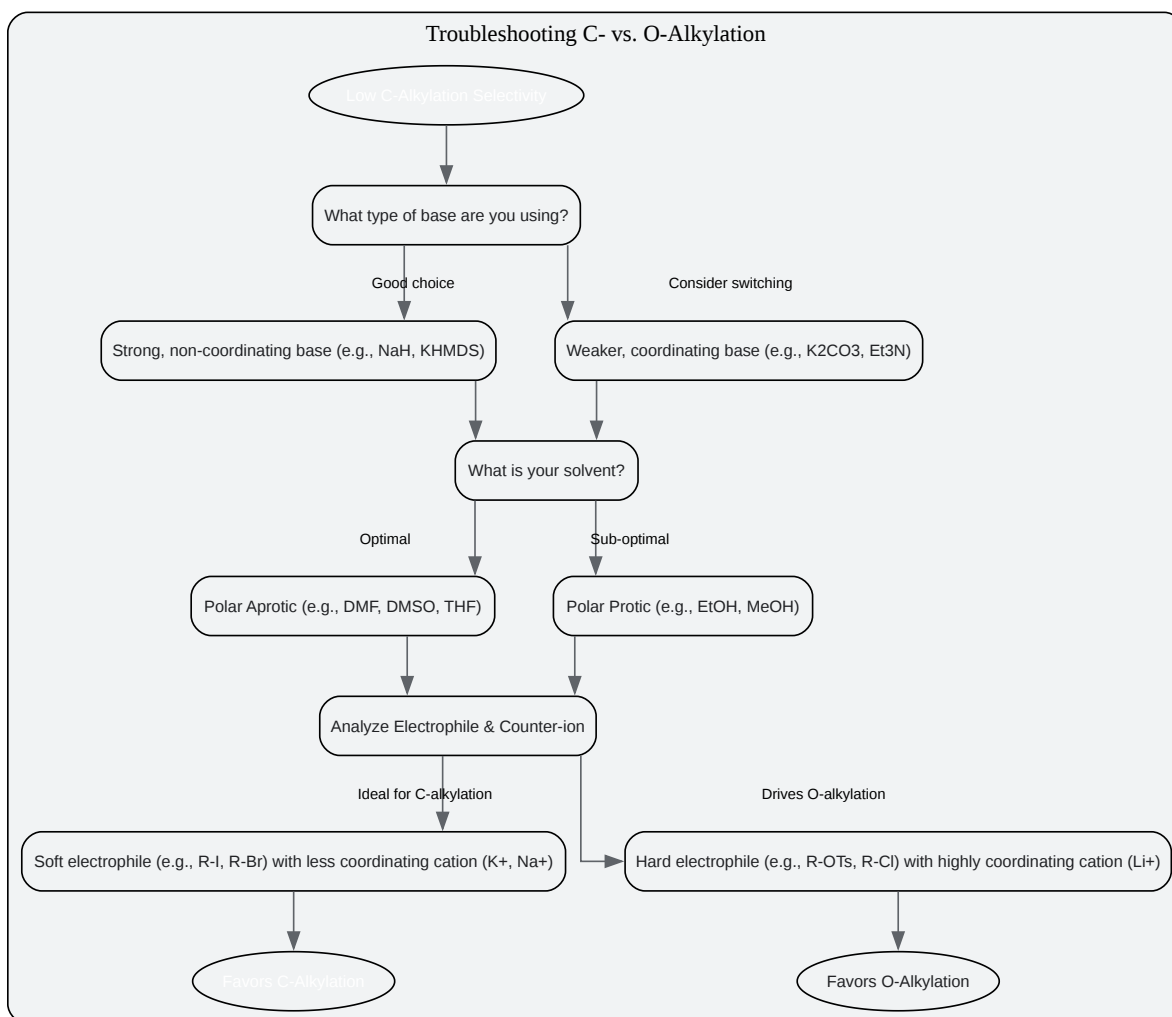 Troubleshooting C- vs. O-Alkylation
Low C-Alkylation Selectivity
What type of base are you using?
Good choice
Consider switching
Strong, non-coordinating base (e.g., NaH, KHMDS)
Weaker, coordinating base (e.g., K2CO3, Et3N)
What is your solvent?
Optimal
Sub-optimal
Polar Aprotic (e.g., DMF, DMSO, THF)
Polar Protic (e.g., EtOH, MeOH)
Analyze Electrophile & Counter-ion
Ideal for C-alkylation
Drives O-alkylation
Soft electrophile (e.g., R-I, R-Br) with less coordinating cation (K+, Na+)
Hard electrophile (e.g., R-OTs, R-Cl) with highly coordinating cation (Li+)
Favors C-Alkylation
Favors O-Alkylation